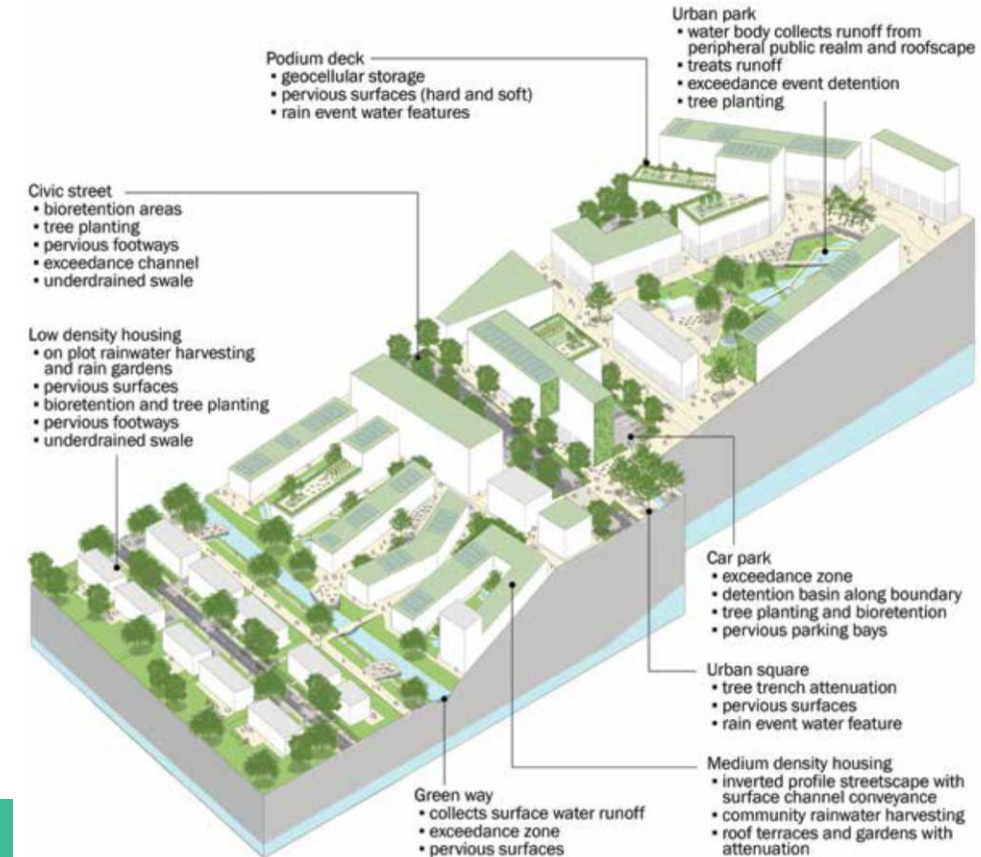 Urban park
▪ water body collects runoff from
peripheral public realm and roofscape
▪ treats runoff
▪ exceedance event detention
▪ tree planting
Podium deck
▪ geocellular storage
▪ pervious surfaces (hard and soft)
▪ rain event water features
Civic street
▪ bioretention areas
▪ tree planting
▪ pervious footways
▪ exceedance channel
▪ underdrained swale
Low density housing
▪ on plot rainwater harvesting
and rain gardens
▪ pervious surfaces
▪ bioretention and tree planting
▪ pervious footways
▪ underdrained swale
Car park
▪ exceedance zone
▪ detention basin along boundary
▪ tree planting and bioretention
▪ pervious parking bays
Urban square
▪ tree trench attenuation
▪ pervious surfaces
▪ rain event water feature
Medium density housing
▪ inverted profile streetscape with
surface channel conveyance
▪ community rainwater harvesting
▪ roof terraces and gardens with
attenuation
Green way
▪ collects surface water runoff
▪ exceedance zone
▪ pervious surfaces